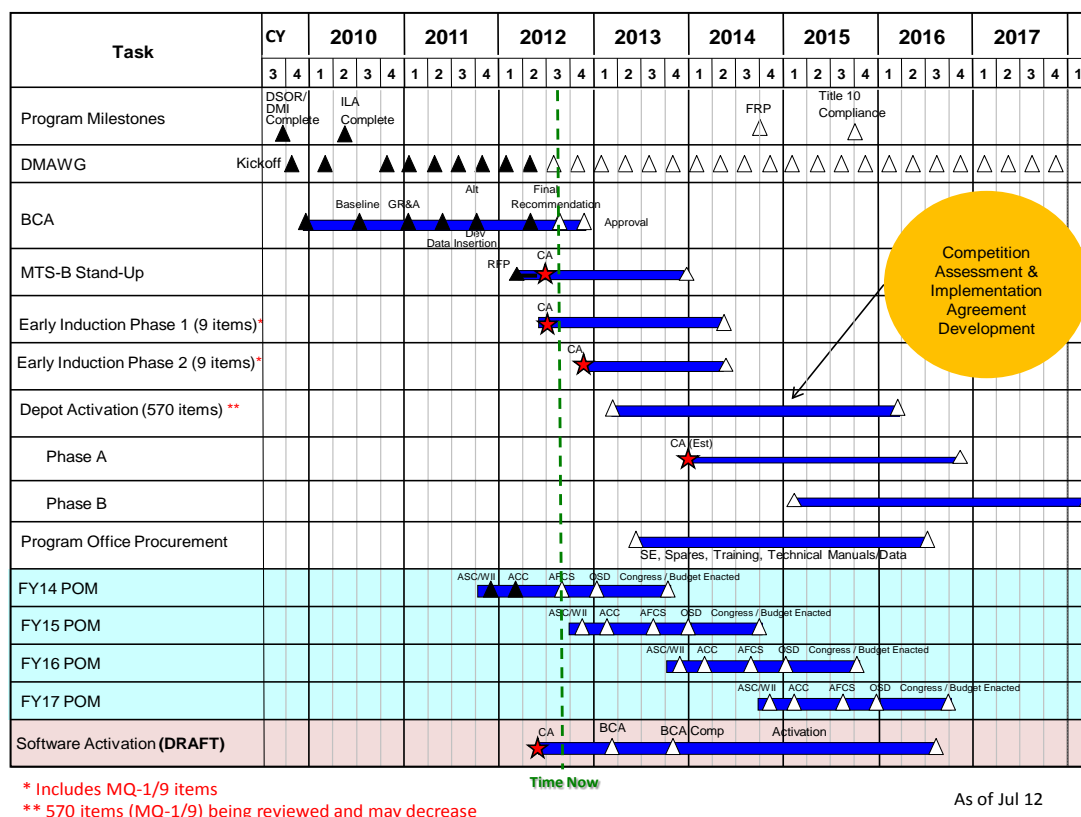 Task
CY 2010 2011 2012 2013 2014 2015 2016 2017
3 4 1 2 3 4 1 2 3 4 1 2 3 4 1 2 3 4 1 2 3 4 1 2 3 4 1 2 3 4 1 2 3 4 1
Program Milestones
DSOR/
DMI
Complete
ILA
Complete
FRP
Title 10
Compliance
DMAWG
Kickoff
BCA
Baseline GR&A
Alt
Dev
Data Insertion
Final
Recommendation
Approval
MTS-B Stand-Up
RFP
CA
Early Induction Phase 1 (9 items)*
CA
Early Induction Phase 2 (9 items)*
CA
Competition
Assessment &
Implementation
Agreement
Development
Depot Activation (570 items) **
Phase A
CA (Est)
Phase B
Program Office Procurement
SE, Spares, Training, Technical Manuals/Data
FY14 POM
ASC/WII ACC AFCS OSD Congress / Budget Enacted
FY15 POM
ASC/WII ACC AFCS OSD Congress / Budget Enacted
FY16 POM
ASC/WII ACC AFCS OSD Congress / Budget Enacted
FY17 POM
ASC/WII ACC AFCS OSD Congress / Budget Enacted
Software Activation (DRAFT)
CA BCA BCA Comp Activation
Time Now
* Includes MQ-1/9 items
** 570 items (MQ-1/9) being reviewed and may decrease
As of Jul 12